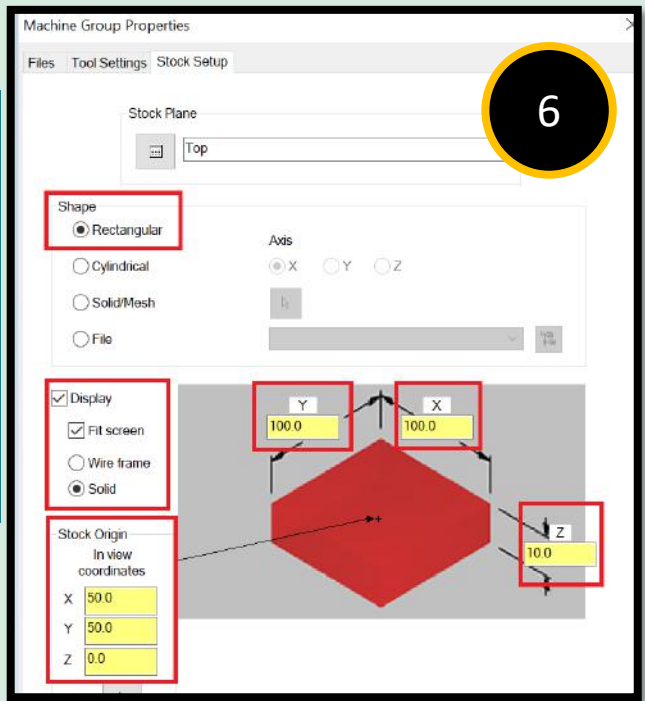 Machine Group Properties
Files Tool Settings Stock Setup
6
Stock Plane
Top
Shape
Rectangular
Axis
Cylindrical
X Y Z
Solid/Mesh
File
Display
Fit screen
Wire frame
Solid
Y
100.0
X
100.0
Z
10.0
Stock Origin
In view
coordinates
X 50.0
Y 50.0
Z 0.0